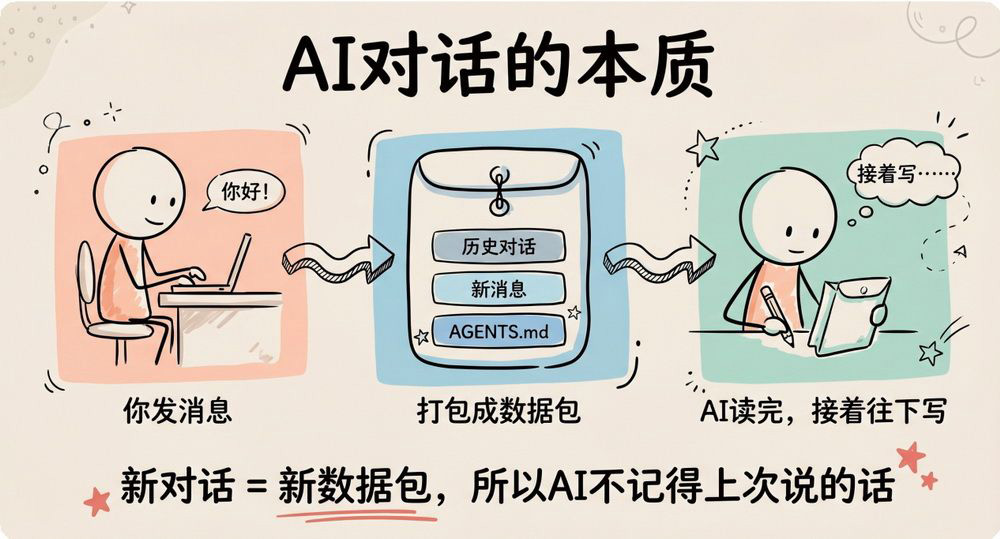 AI对话的本质
你好！
历史对话
新消息
AGENTS.md
接着写……
你发消息
打包成数据包
AI读完，接着往下写
新对话 = 新数据包，所以AI不记得上次说的话